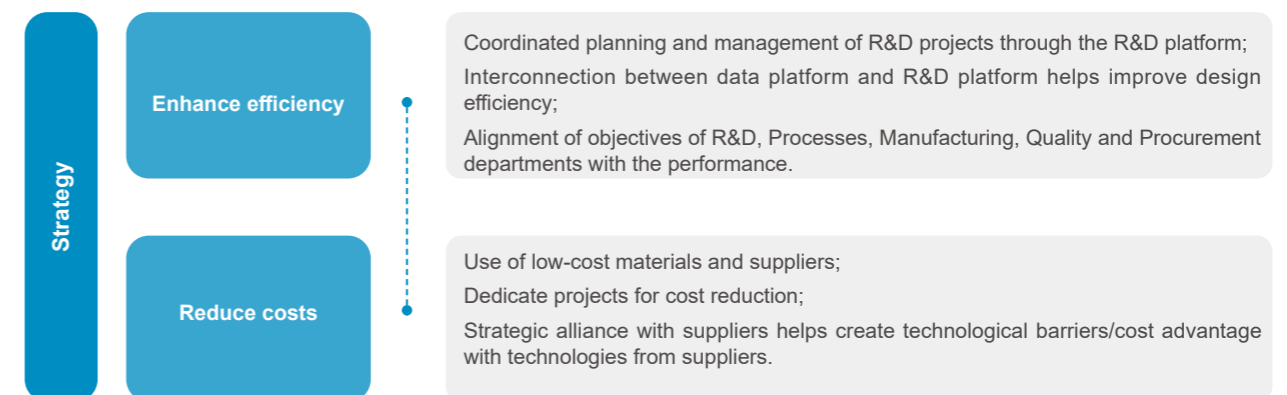 Strategy
Enhance efficiency
Coordinated planning and management of R&D projects through the R&D platform;
Interconnection between data platform and R&D platform helps improve design
efficiency;
Alignment of objectives of R&D, Processes, Manufacturing, Quality and Procurement
departments with the performance.
Reduce costs
Use of low-cost materials and suppliers;
Dedicate projects for cost reduction;
Strategic alliance with suppliers helps create technological barriers/cost advantage
with technologies from suppliers.